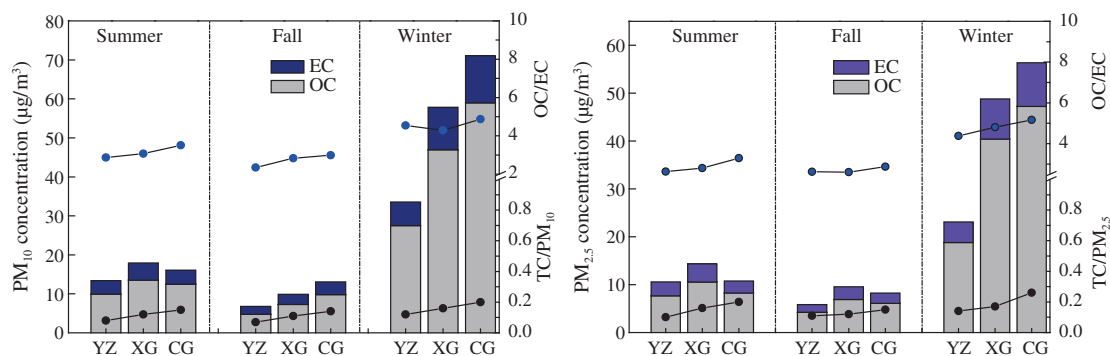 PM10 concentration (μg/m³)
80
70
60
50
40
30
20
10
0
Summer
Fall
Winter
EC
OC
YZ XG CG
YZ XG CG
YZ XG CG
10
8
6
4
2
0.8
0.6
0.4
0.2
0.0
OC/EC
TC/PM10
PM2.5 concentration (μg/m³)
60
50
40
30
20
10
0
Summer
Fall
Winter
EC
OC
YZ XG CG
YZ XG CG
YZ XG CG
10
8
6
4
2
0.8
0.6
0.4
0.2
0.0
OC/EC
TC/PM2.5